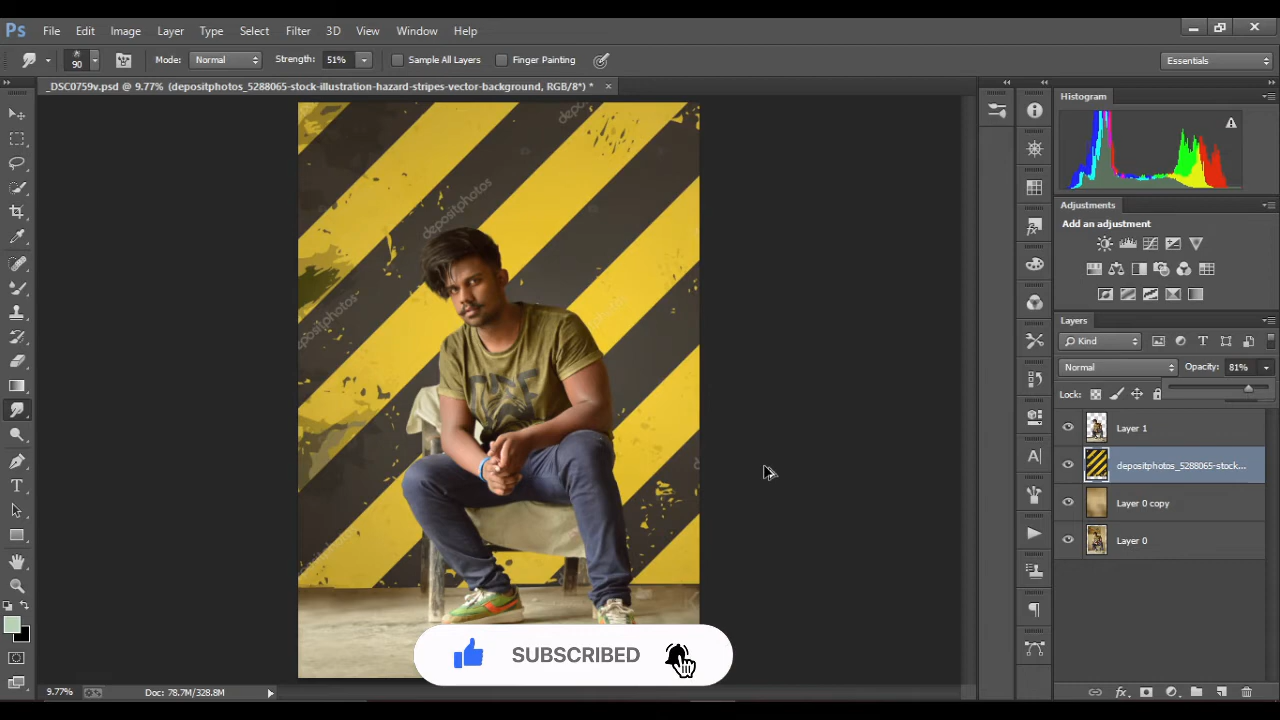 Ps File Edit Image Layer Type Select Filter 3D View Window Help
90 Mode: Normal Strength: 51% Sample All Layers Finger Painting Essentials
_DSC0759v.psd @ 9.77% (depositphotos_5288065-stock-illustration-hazard-stripes-vector-background, RGB/8*) *
Histogram
Adjustments
Add an adjustment
Layers
Kind
Normal Opacity: 81%
Lock:
Layer 1
depositphotos_5288065-stock...
Layer 0 copy
Layer 0
depositphotos
depositphotos
SUBSCRIBED
9.77% Doc: 78.7M/328.8M